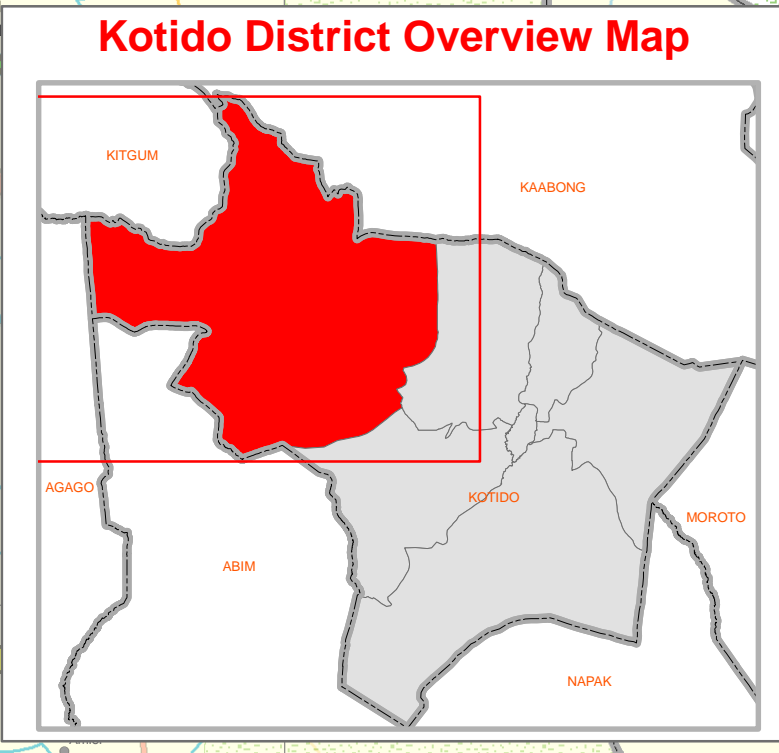 Kotido District Overview Map
KITGUM
KAABONG
AGAGO
KOTIDO
MOROTO
ABIM
NAPAK